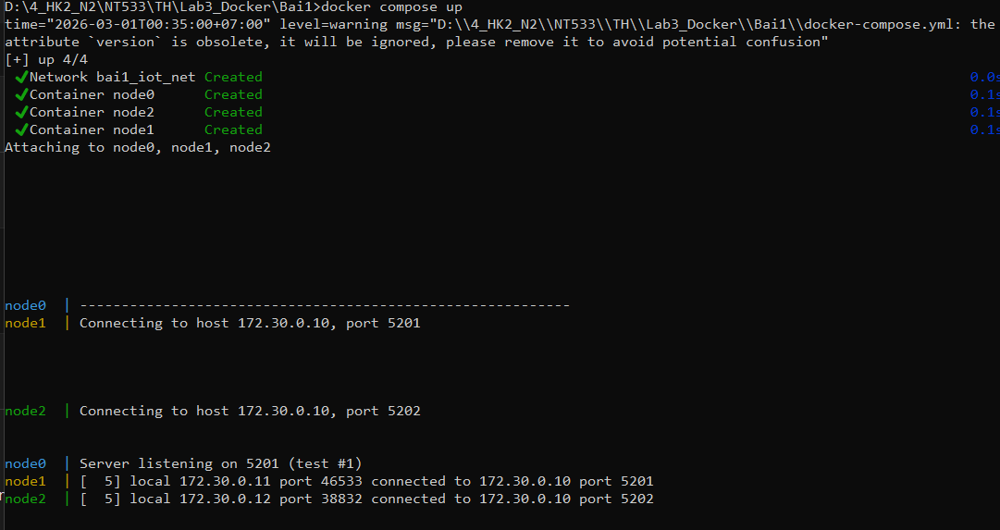 D:\4_HK2_N2\NT533\TH\Lab3_Docker\Bai1>docker compose up
time="2026-03-01T00:35:00+07:00" level=warning msg="D:\\4_HK2_N2\\NT533\\TH\\Lab3_Docker\\Bai1\\docker-compose.yml: the
attribute `version` is obsolete, it will be ignored, please remove it to avoid potential confusion"
[+] up 4/4
✔Network bai1_iot_net Created 0.0s
✔Container node0 Created 0.1s
✔Container node2 Created 0.1s
✔Container node1 Created 0.1s
Attaching to node0, node1, node2
node0 | -----------------------------------------------------------
node1 | Connecting to host 172.30.0.10, port 5201
node2 | Connecting to host 172.30.0.10, port 5202
node0 | Server listening on 5201 (test #1)
node1 | [ 5] local 172.30.0.11 port 46533 connected to 172.30.0.10 port 5201
node2 | [ 5] local 172.30.0.12 port 38832 connected to 172.30.0.10 port 5202